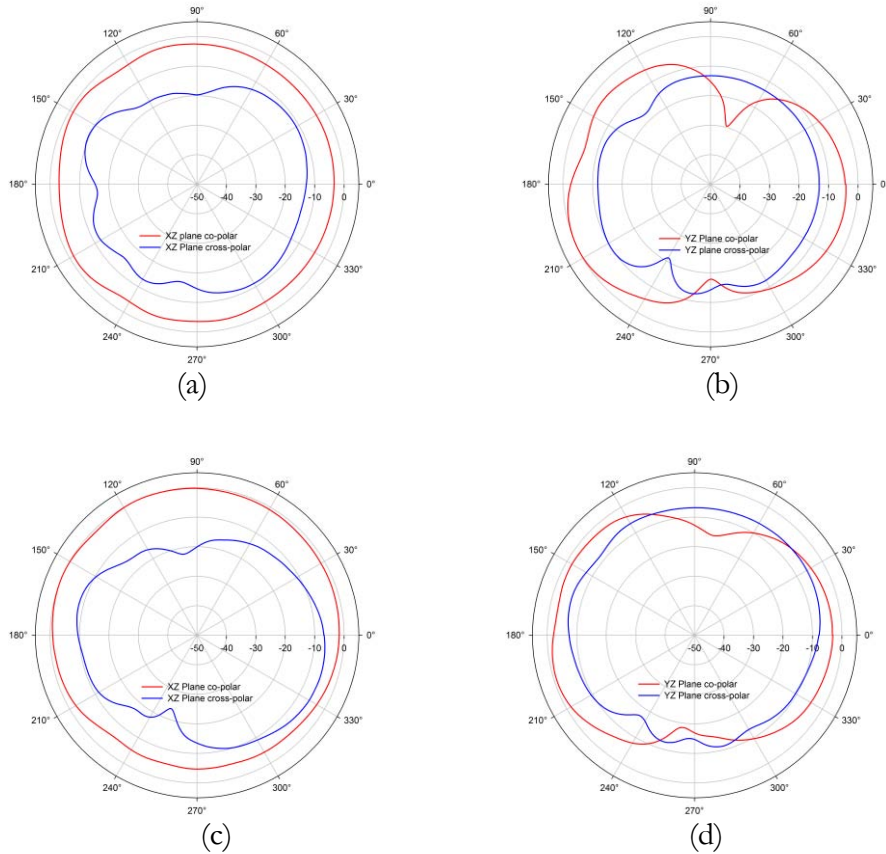 90°
120° 60°
150° 30°
180° -50 -40 -30 -20 -10 0 0°
XZ plane co-polar
XZ Plane cross-polar
210° 330°
240° 300°
270°
(a)
90°
120° 60°
150° 30°
180° -50 -40 -30 -20 -10 0 0°
YZ Plane co-polar
YZ plane cross-polar
210° 330°
240° 300°
270°
(b)
90°
120° 60°
150° 30°
180° -50 -40 -30 -20 -10 0 0°
XZ Plane co-polar
XZ Plane cross-polar
210° 330°
240° 300°
270°
(c)
90°
120° 60°
150° 30°
180° -50 -40 -30 -20 -10 0 0°
YZ Plane co-polar
YZ Plane cross-polar
210° 330°
240° 300°
270°
(d)